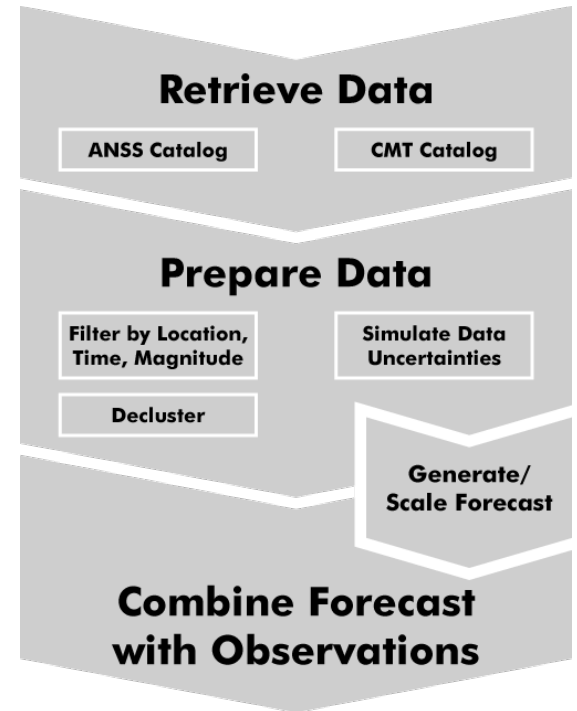 Retrieve Data
ANSS Catalog
CMT Catalog
Prepare Data
Filter by Location,
Time, Magnitude
Simulate Data
Uncertainties
Decluster
Generate/
Scale Forecast
Combine Forecast
with Observations